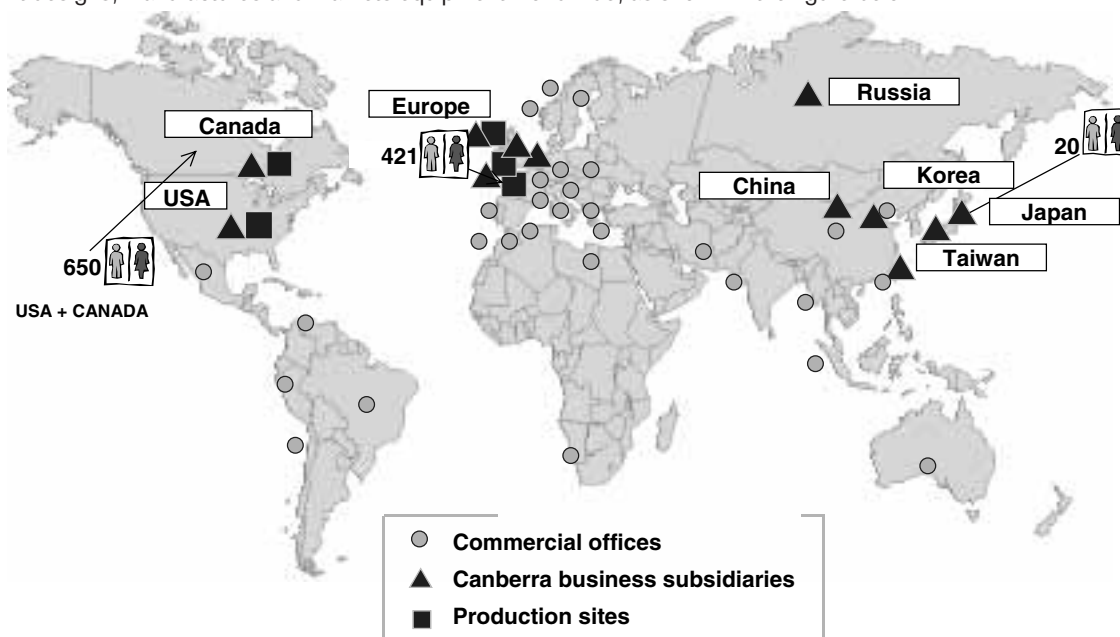 Russia
Europe
Canada
20
421
Korea
China
USA
Japan
Taiwan
650
USA + CANADA
Commercial offices
Canberra business subsidiaries
Production sites